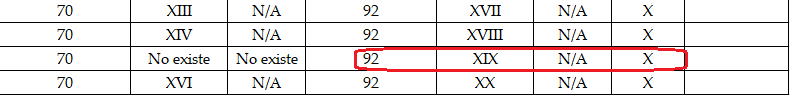 70 XIII N/A 92 XVII N/A X
70 XIV N/A 92 XVIII N/A X
70 No existe No existe 92 XIX N/A X
70 XVI N/A 92 XX N/A X